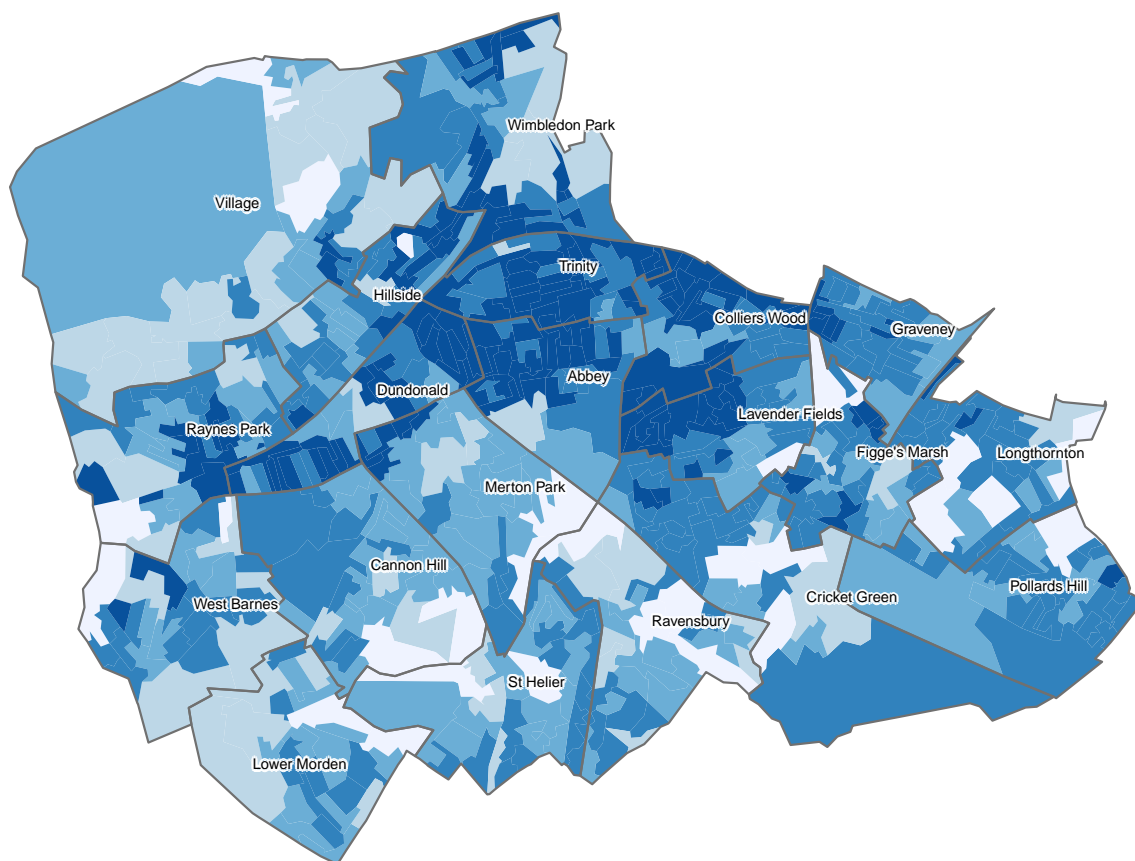 Wimbledon Park
Village
Trinity
Hillside
Colliers Wood
Graveney
Abbey
Dundonald
Lavender Fields
Raynes Park
Figge's Marsh
Longthornton
Merton Park
Cannon Hill
Pollards Hill
Cricket Green
West Barnes
Ravensbury
St Helier
Lower Morden